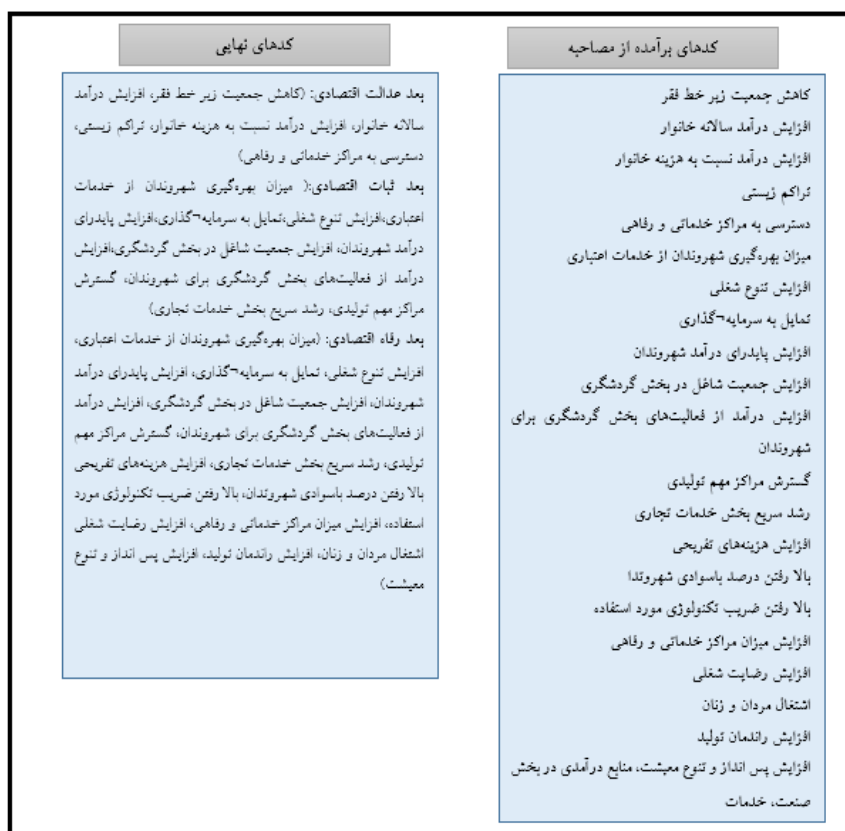 کدهای برآمده از مصاحبه
کاهش جمعیت زیر خط فقر
افزایش درآمد سالانه خانوار
افزایش درآمد نسبت به هزینه خانوار
تراکم زیستی
دسترسی به مراکز خدماتی و رفاهی
میزان بهره‌گیری شهروندان از خدمات اعتباری
افزایش تنوع شغلی
تمایل به سرمایه¬گذاری
افزایش پایدرای درآمد شهروندان
افزایش جمعیت شاغل در بخش گردشگری
افزایش درآمد از فعالیت‌های بخش گردشگری برای
شهروندان
گسترش مراکز مهم تولیدی
رشد سریع بخش خدمات تجاری
افزایش هزینه‌های تفریحی
بالا رفتن درصد باسوادی شهروندا
بالا رفتن ضریب تکنولوژی مورد استفاده
افزایش میزان مراکز خدماتی و رفاهی
افزایش رضایت شغلی
اشتغال مردان و زنان
افزایش راندمان تولید
افزایش پس انداز و تنوع معیشت، منابع درآمدی در بخش
صنعت، خدمات
کدهای نهایی
بعد عدالت اقتصادی: (کاهش جمعیت زیر خط فقر، افزایش درآمد
سالانه خانوار، افزایش درآمد نسبت به هزینه خانوار، تراکم زیستی،
دسترسی به مراکز خدماتی و رفاهی)
بعد ثبات اقتصادی:( میزان بهره‌گیری شهروندان از خدمات
اعتباری،افزایش تنوع شغلی،تمایل به سرمایه¬گذاری،افزایش پایدرای
درآمد شهروندان، افزایش جمعیت شاغل در بخش گردشگری،افزایش
درآمد از فعالیت‌های بخش گردشگری برای شهروندان، گسترش
مراکز مهم تولیدی، رشد سریع بخش خدمات تجاری)
بعد رفاه اقتصادی: (میزان بهره‌گیری شهروندان از خدمات اعتباری،
افزایش تنوع شغلی، تمایل به سرمایه¬گذاری، افزایش پایدرای درآمد
شهروندان، افزایش جمعیت شاغل در بخش گردشگری، افزایش درآمد
از فعالیت‌های بخش گردشگری برای شهروندان، گسترش مراکز مهم
تولیدی، رشد سریع بخش خدمات تجاری، افزایش هزینه‌های تفریحی
بالا رفتن درصد باسوادی شهروندان، بالا رفتن ضریب تکنولوژی مورد
استفاده، افزایش میزان مراکز خدماتی و رفاهی، افزایش رضایت شغلی
اشتغال مردان و زنان، افزایش راندمان تولید، افزایش پس انداز و تنوع
معیشت)